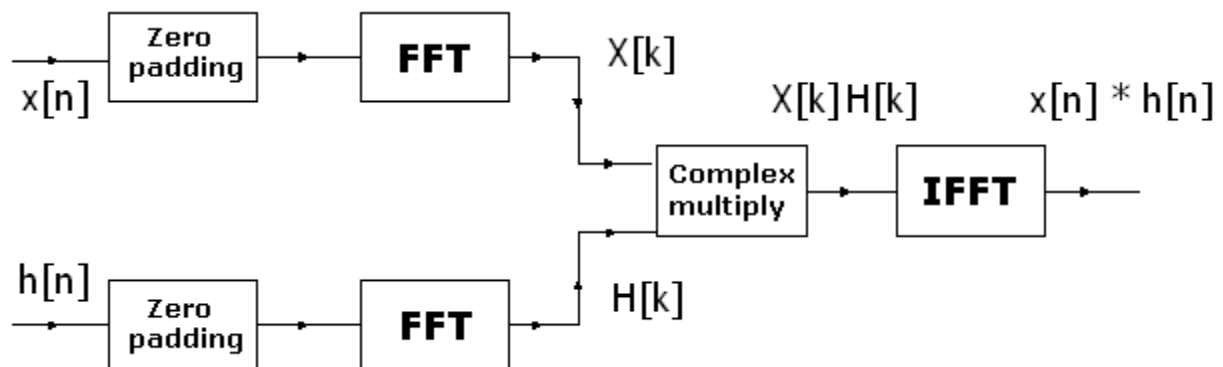 Zero
padding
FFT
X[k]
x[n]
X[k]H[k]
x[n] * h[n]
Complex
multiply
IFFT
h[n]
Zero
padding
FFT
H[k]